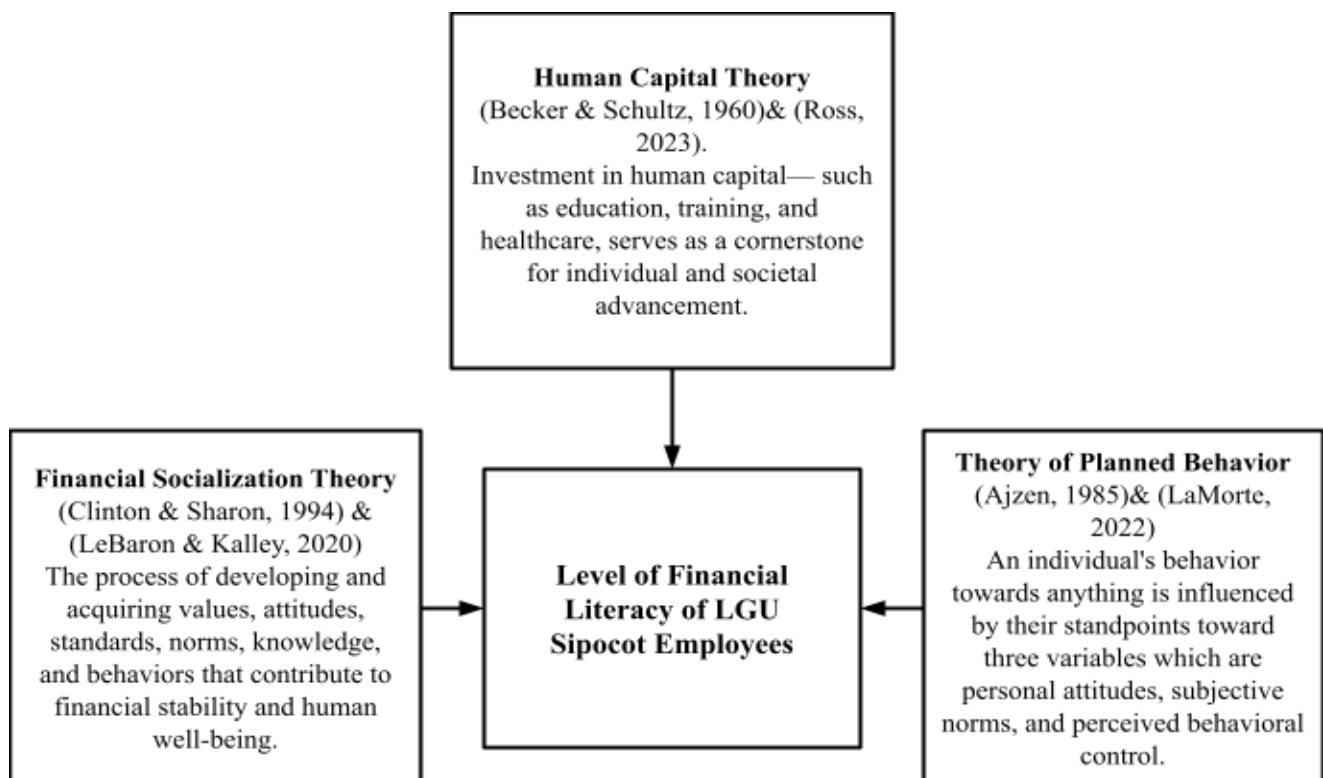 Human Capital Theory
(Becker & Schultz, 1960)& (Ross,
2023).
Investment in human capital— such
as education, training, and
healthcare, serves as a cornerstone
for individual and societal
advancement.
Financial Socialization Theory
(Clinton & Sharon, 1994) &
(LeBaron & Kalley, 2020)
The process of developing and
acquiring values, attitudes,
standards, norms, knowledge,
and behaviors that contribute to
financial stability and human
well-being.
Level of Financial
Literacy of LGU
Sipocot Employees
Theory of Planned Behavior
(Ajzen, 1985)& (LaMorte,
2022)
An individual's behavior
towards anything is influenced
by their standpoints toward
three variables which are
personal attitudes, subjective
norms, and perceived behavioral
control.